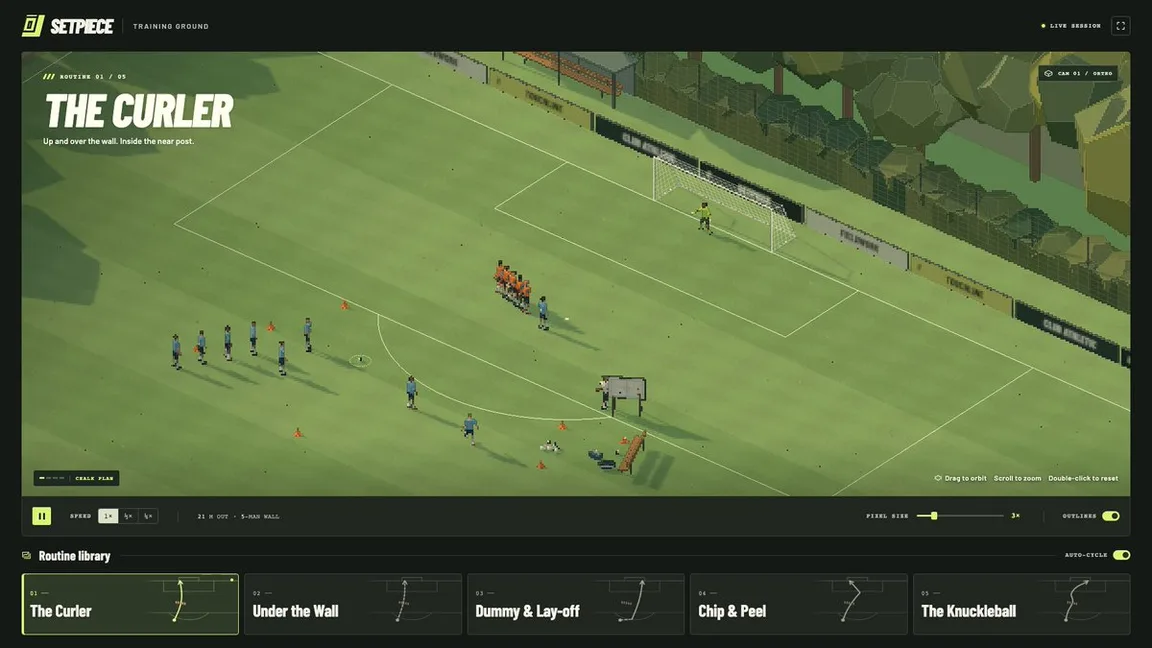 SETPIECE
TRAINING GROUND
LIVE SESSION
ROUTINE 01 / 05
THE CURLER
Up and over the wall. Inside the near post.
CAM 01 / ORTHO
CHALK PLAN
Drag to orbit Scroll to zoom Double-click to reset
SPEED 1× ½× ¼×
21 M OUT · 5-MAN WALL
PIXEL SIZE 3×
OUTLINES
Routine library
AUTO-CYCLE
01 —
The Curler
02 —
Under the Wall
03 —
Dummy & Lay-off
04 —
Chip & Peel
05 —
The Knuckleball